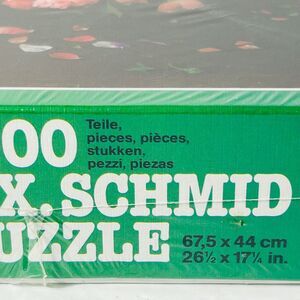 00 Teile,
pieces, pièces,
stukken,
pezzi, piezas
X. SCHMID
UZZLE 67,5 x 44 cm
26½ x 17¼ in.